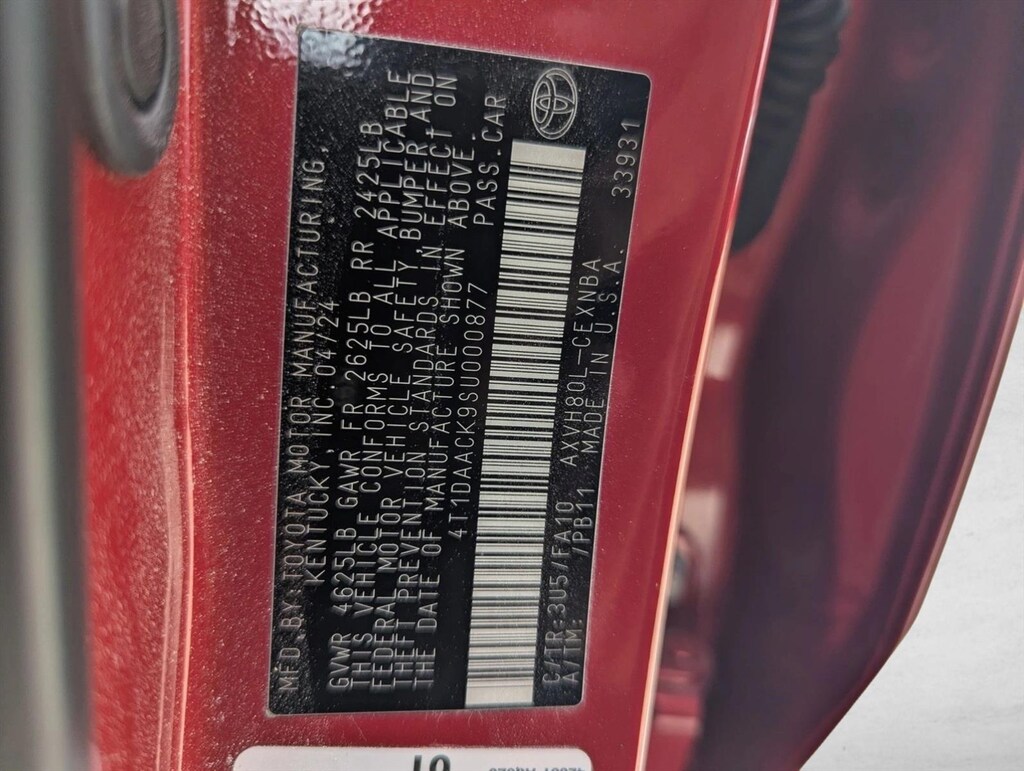 MFD.BY:TOYOTA MOTOR MANUFACTURING,
KENTUCKY,INC.04/24
GVWR 4625LB GAWR FR 2625LB RR 2425LB
THIS VEHICLE CONFORMS TO ALL APPLICABLE
FEDERAL MOTOR VEHICLE SAFETY,BUMPER,AND
THEFT PREVENTION STANDARDS IN EFFECT ON
THE DATE OF MANUFACTURE SHOWN ABOVE.
4T1DAACK9SU000877 PASS.CAR
C/TR:3U5/FA10 AXVH80L-CEXNBA
A/TM: /PB11 MADE IN U.S.A. 33931